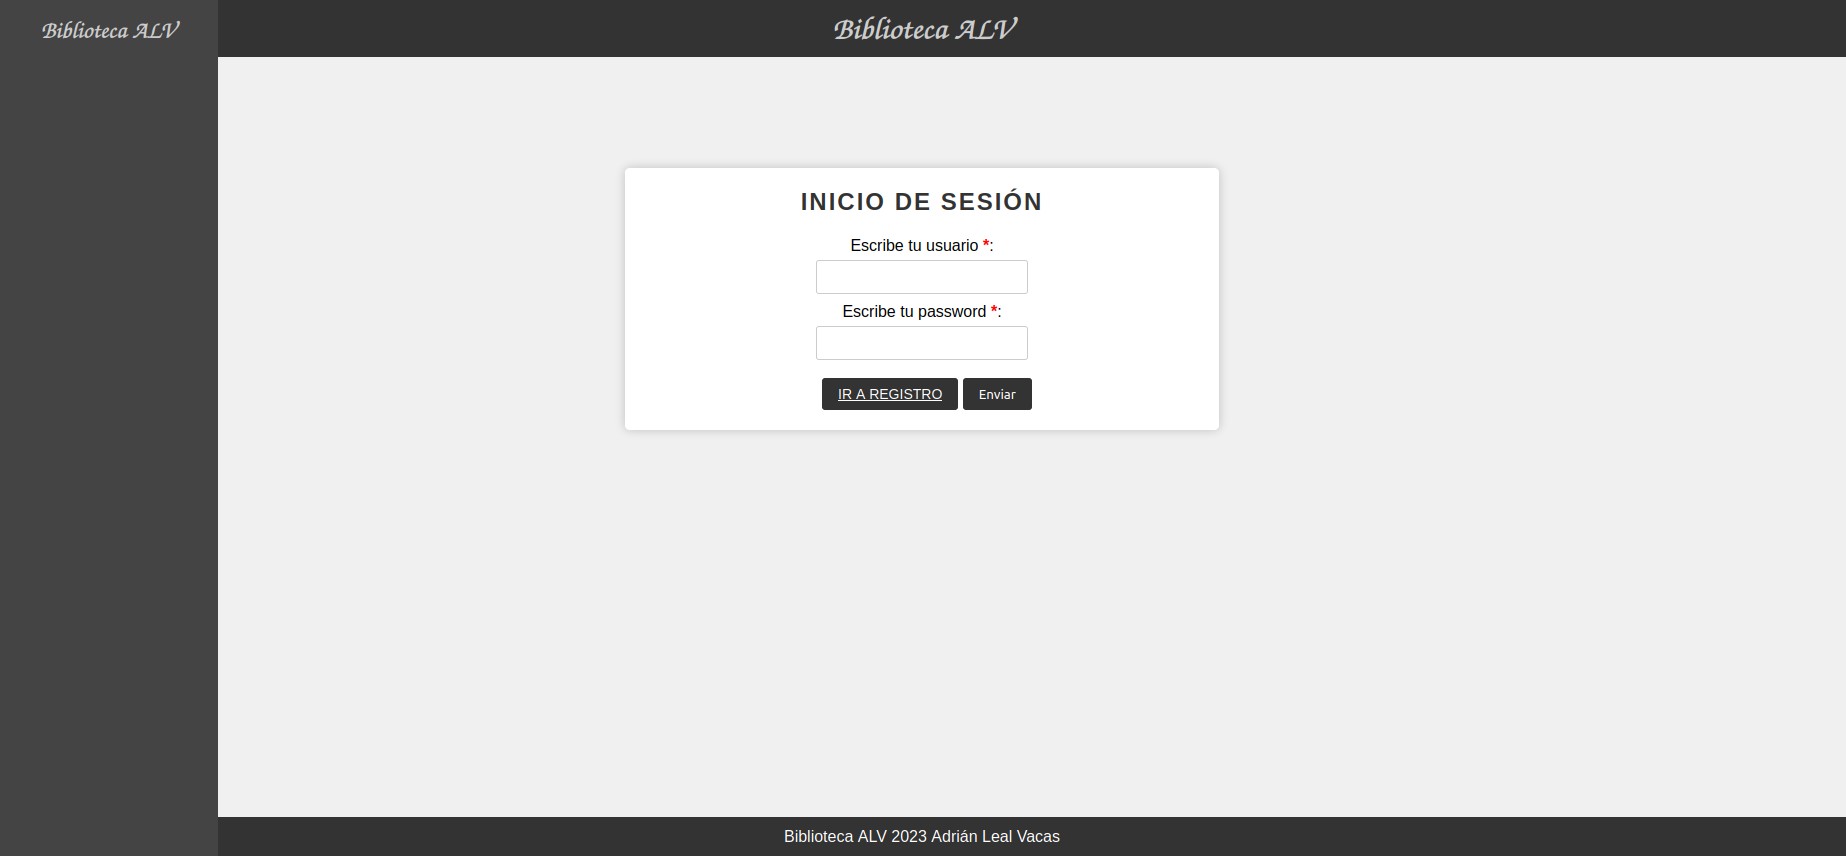 Biblioteca ALV
Biblioteca ALV
INICIO DE SESIÓN
Escribe tu usuario *:
Escribe tu password *:
IR A REGISTRO Enviar
Biblioteca ALV 2023 Adrián Leal Vacas